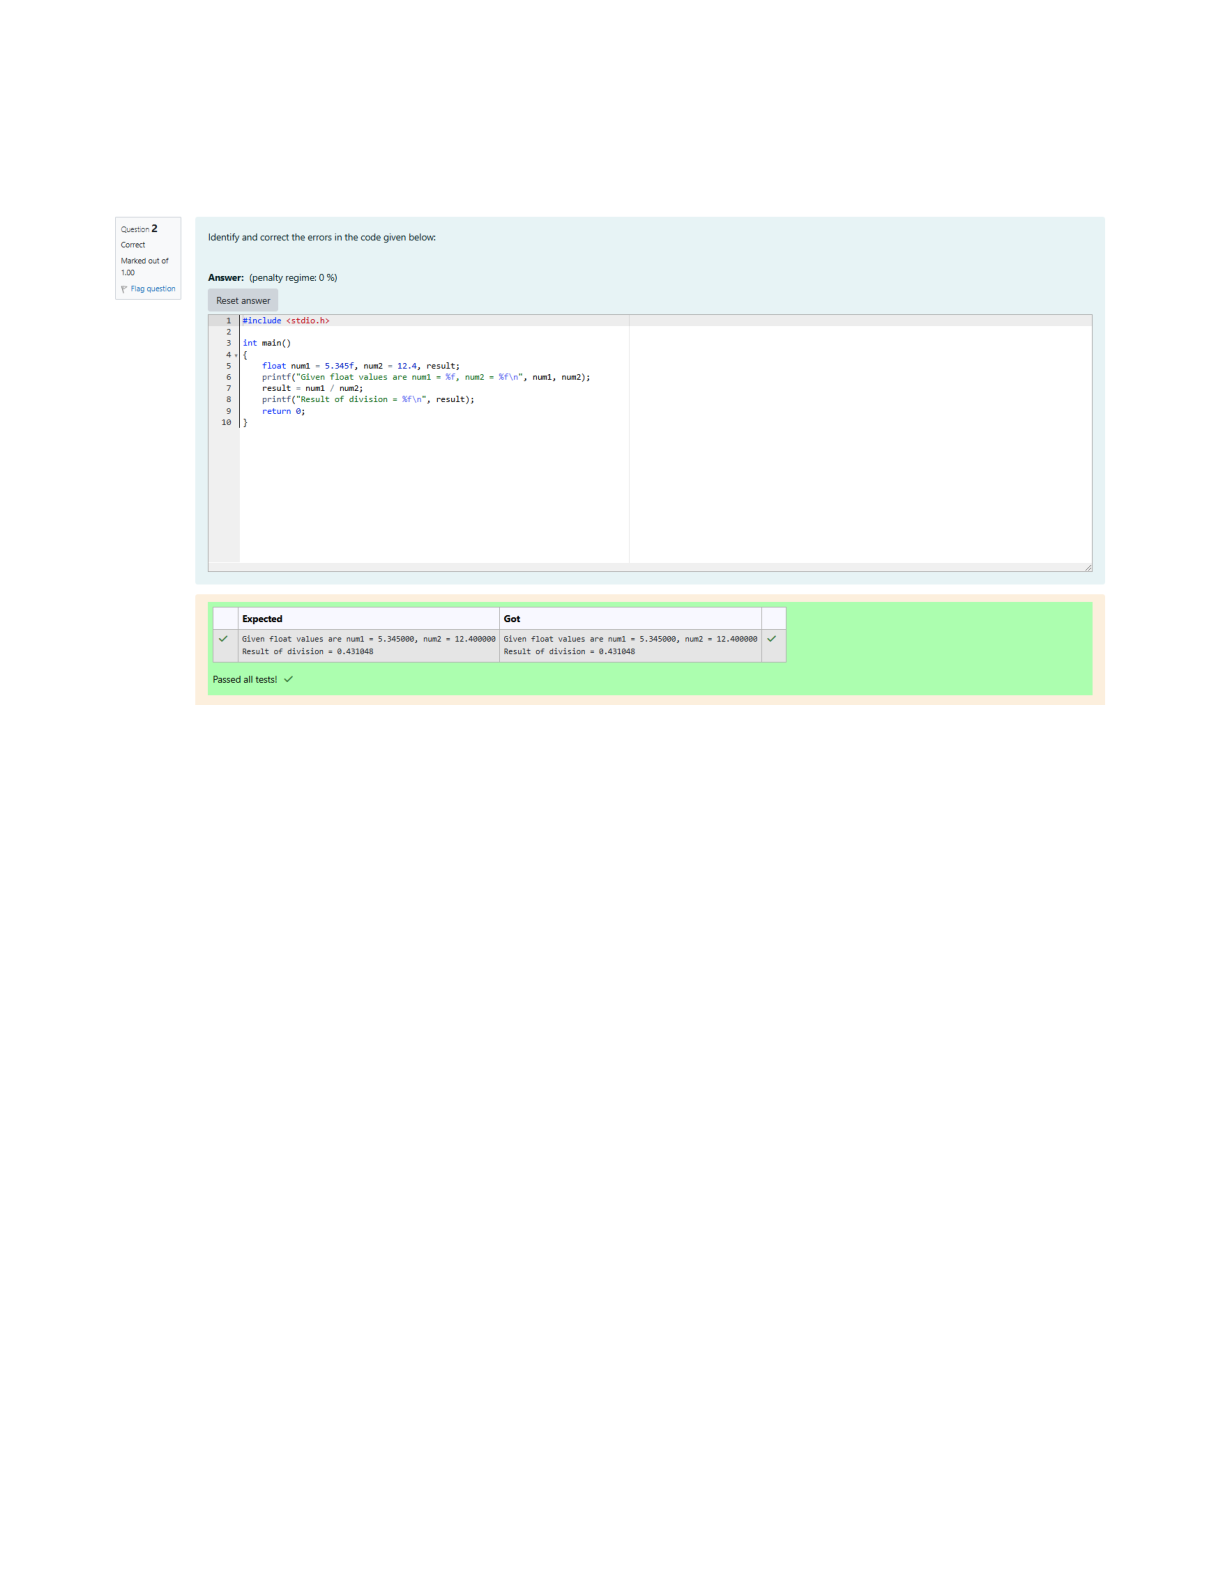 Question 2
Correct
Marked out of
1.00
Flag question
Identify and correct the errors in the code given below:
Answer: (penalty regime: 0 %)
Reset answer
1 #include <stdio.h>
2
3 int main()
4 {
5 float num1 = 5.345f, num2 = 12.4, result;
6 printf("Given float values are num1 = %f, num2 = %f\n", num1, num2);
7 result = num1 / num2;
8 printf("Result of division = %f\n", result);
9 return 0;
10 }
Expected Got
Given float values are num1 = 5.345000, num2 = 12.400000 Given float values are num1 = 5.345000, num2 = 12.400000
Result of division = 0.431048 Result of division = 0.431048
Passed all tests!